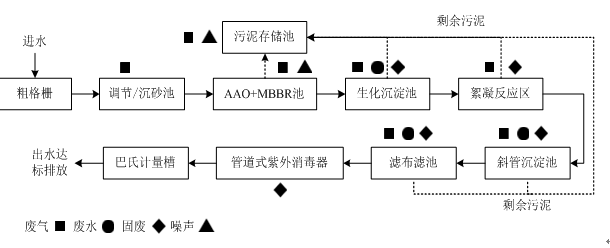 剩余污泥
进水
污泥存储池
粗格栅
调节/沉砂池
AAO+MBBR池
生化沉淀池
絮凝反应区
出水达
标排放
巴氏计量槽
管道式紫外消毒器
滤布滤池
斜管沉淀池
剩余污泥
废气 废水 固废 噪声